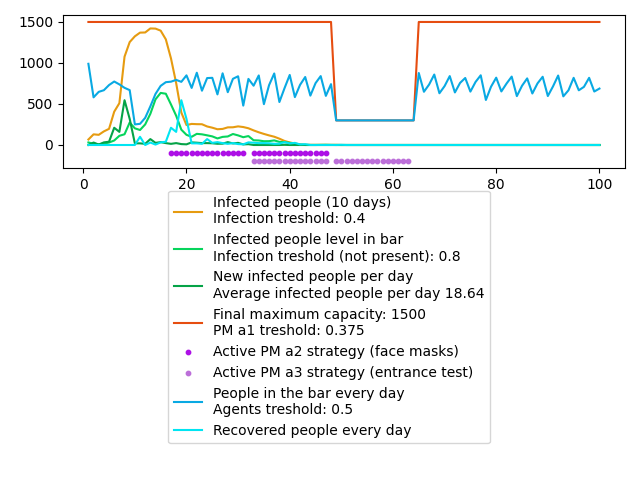 1500
1000
500
0
0 20 40 60 80 100
Infected people (10 days)
Infection treshold: 0.4
Infected people level in bar
Infection treshold (not present): 0.8
New infected people per day
Average infected people per day 18.64
Final maximum capacity: 1500
PM a1 treshold: 0.375
Active PM a2 strategy (face masks)
Active PM a3 strategy (entrance test)
People in the bar every day
Agents treshold: 0.5
Recovered people every day